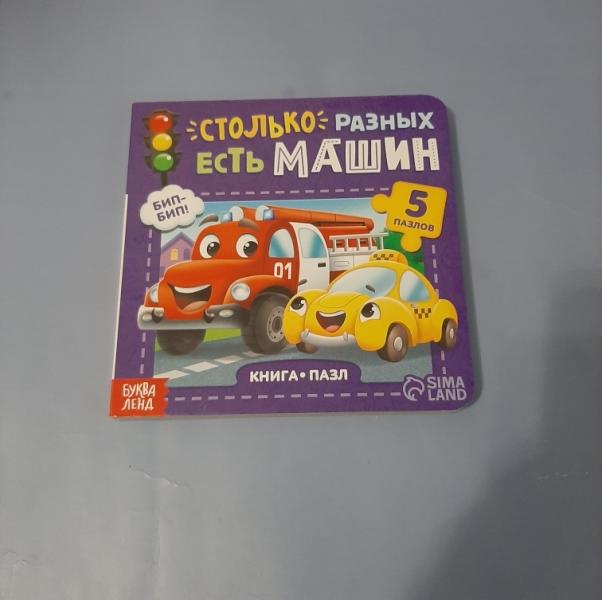 СТОЛЬКО РАЗНЫХ
ЕСТЬ МАШИН
БИП-
БИП!
5
ПАЗЛОВ
01
КНИГА • ПАЗЛ
БУКВА
ЛЕНД
SIMA
LAND